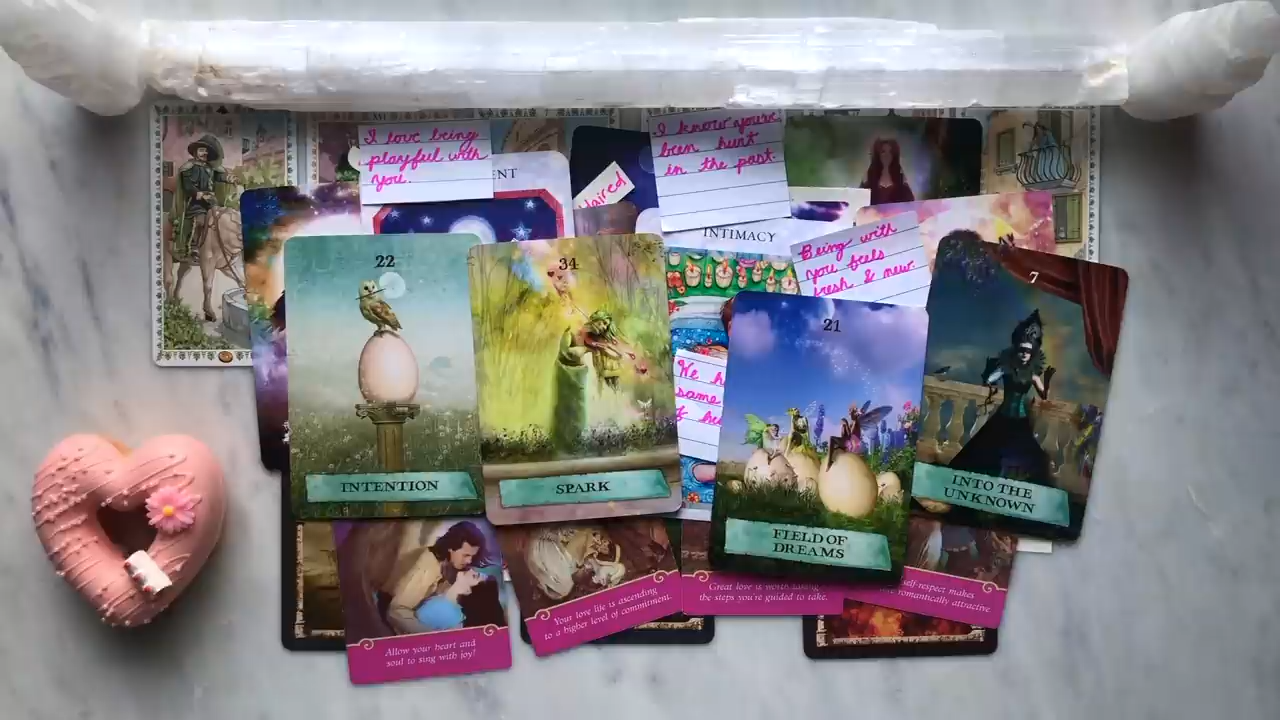 I love being
playful with
you.
I know you've
been hurt
in the past.
ENT
Haired
INTIMACY
Being with
you feels
fresh & new.
22
INTENTION
34
SPARK
We h
same
21
FIELD OF
DREAMS
7
INTO THE
UNKNOWN
Allow your heart and
soul to sing with joy!
Your love life is ascending
to a higher level of commitment.
Great love is worth taking
the steps you're guided to take.
self-respect makes
romantically attractive.